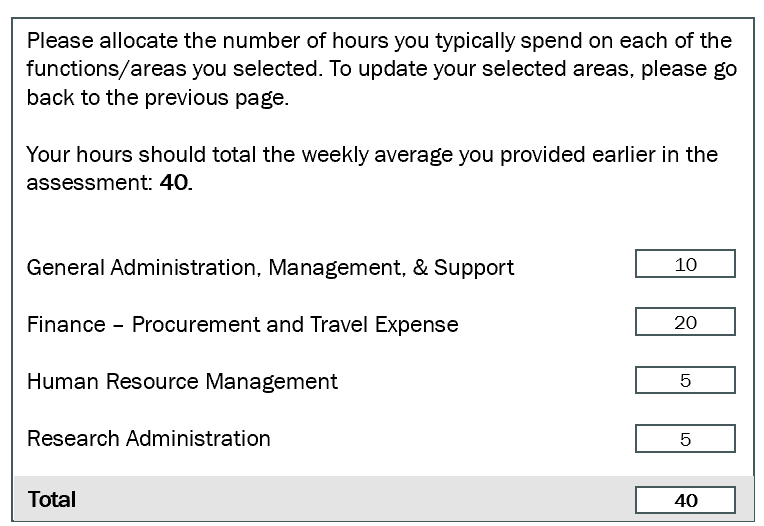 Please allocate the number of hours you typically spend on each of the
functions/areas you selected. To update your selected areas, please go
back to the previous page.
Your hours should total the weekly average you provided earlier in the
assessment: 40.
General Administration, Management, & Support 10
Finance – Procurement and Travel Expense 20
Human Resource Management 5
Research Administration 5
Total 40